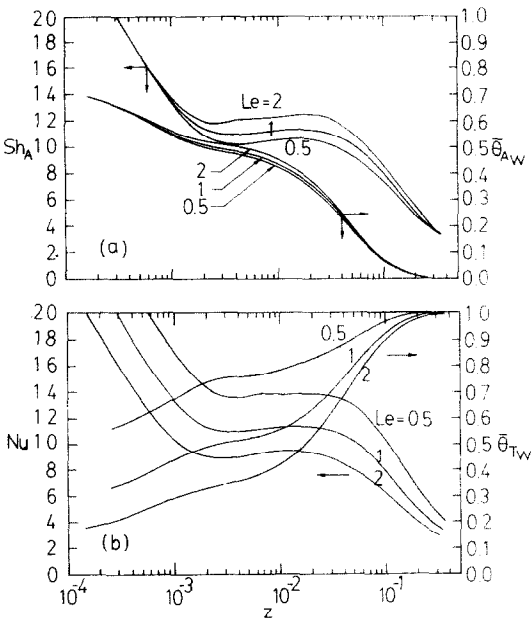 20 1.0
18 0.9
16 0.8
14 0.7
12 Le=2 0.6
1
10 0.5 0.5
Sh_A θ̄_AW
8 2 0.4
1
6 0.5 0.3
4 0.2
2 (a) 0.1
0 0.0
20 1.0
18 0.5 0.9
1
16 2 0.8
14 0.7
12 Le=0.5 0.6
Nu 10 1 0.5 θ̄_TW
8 2 0.4
6 0.3
4 0.2
2 (b) 0.1
0 0.0
10⁻⁴ 10⁻³ 10⁻² 10⁻¹
z